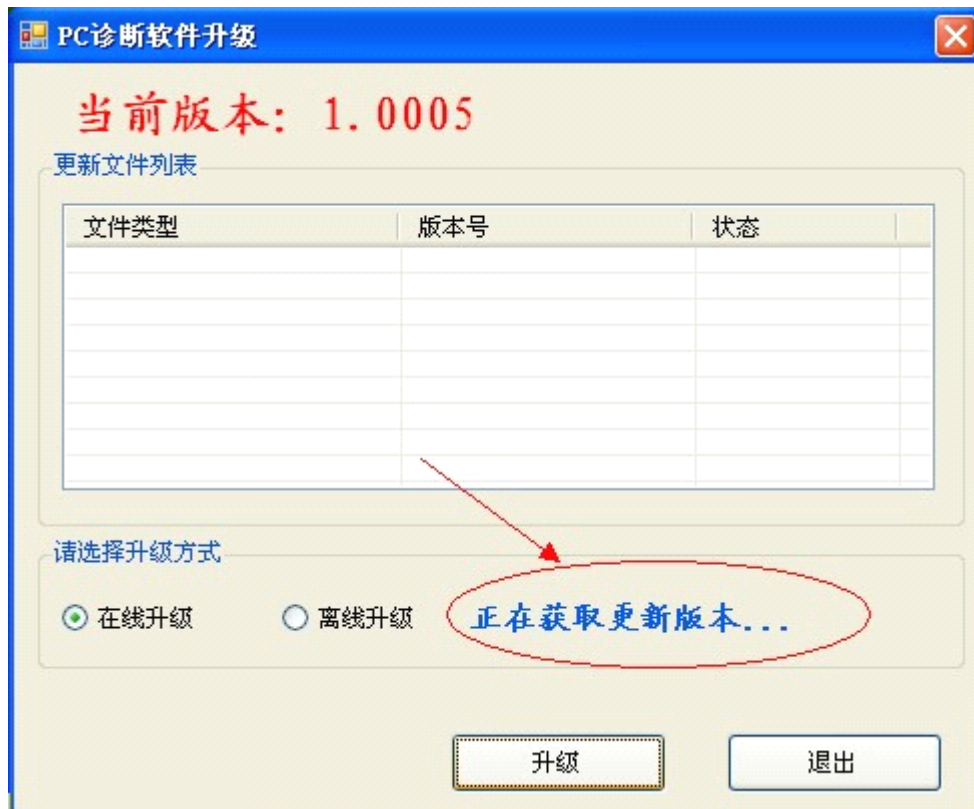 PC诊断软件升级
当前版本: 1.0005
更新文件列表
文件类型 版本号 状态
请选择升级方式
在线升级 离线升级 正在获取更新版本...
升级 退出